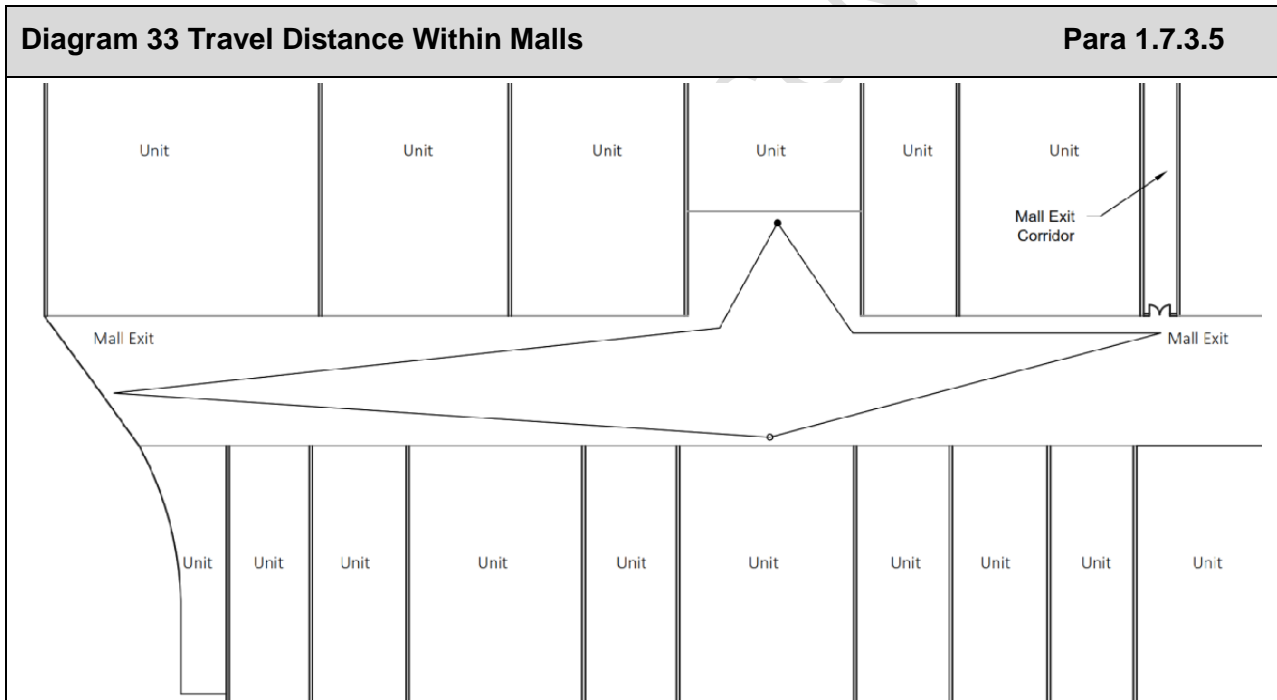 Diagram 33 Travel Distance Within Malls Para 1.7.3.5
Unit Unit Unit Unit Unit Unit
Mall Exit
Corridor
Mall Exit
Mall Exit
Unit Unit Unit Unit Unit Unit Unit Unit Unit Unit